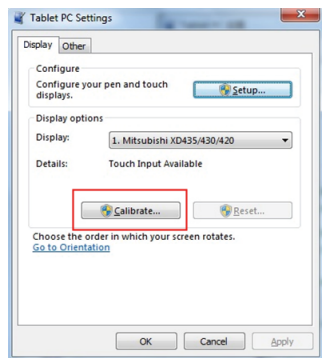 Tablet PC Settings
Display Other
Configure
Configure your pen and touch
displays.
Setup...
Display options
Display: 1. Mitsubishi XD435/430/420
Details: Touch Input Available
Calibrate... Reset...
Choose the order in which your screen rotates.
Go to Orientation
OK Cancel Apply